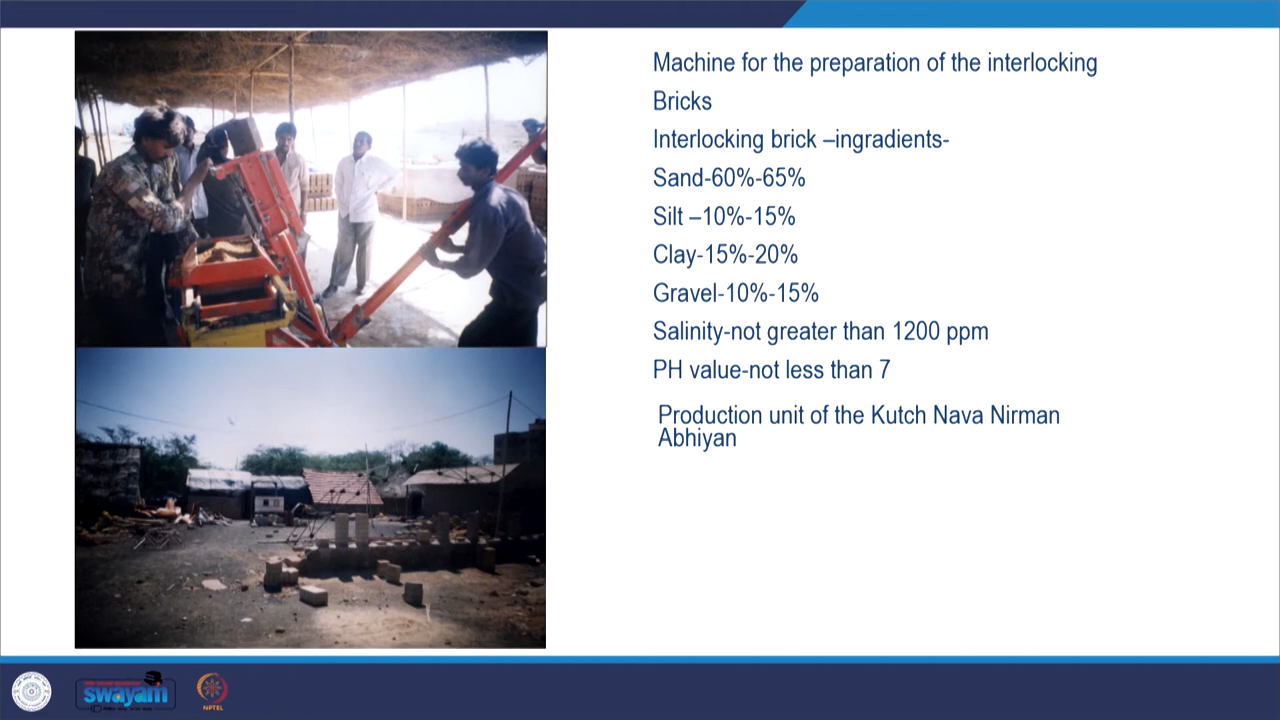 Machine for the preparation of the interlocking
Bricks
Interlocking brick –ingradients-
Sand-60%-65%
Silt –10%-15%
Clay-15%-20%
Gravel-10%-15%
Salinity-not greater than 1200 ppm
PH value-not less than 7
Production unit of the Kutch Nava Nirman
Abhiyan
swayam
NPTEL